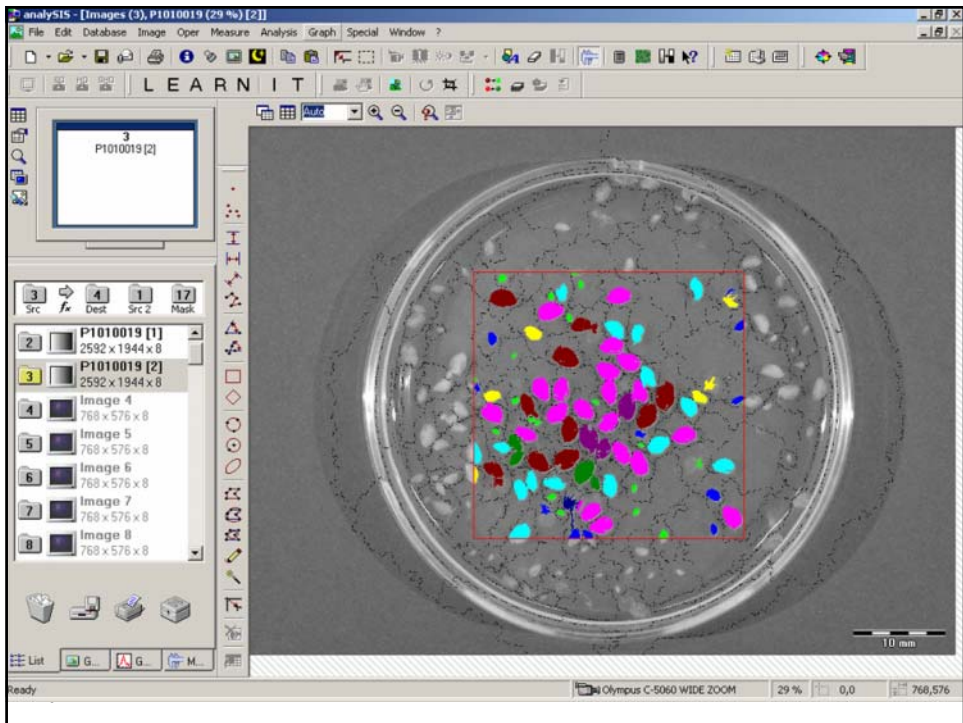 analySIS - [Images (3), P1010019 (29 %) [2]]
File Edit Database Image Oper Measure Analysis Graph Special Window ?
LEARN IT
Auto
3
P1010019 [2]
3 4 1 17
Src fx Dest Src 2 Mask
2 P1010019 [1]
2592 x 1944 x 8
3 P1010019 [2]
2592 x 1944 x 8
4 Image 4
768 x 576 x 8
5 Image 5
768 x 576 x 8
6 Image 6
768 x 576 x 8
7 Image 7
768 x 576 x 8
8 Image 8
768 x 576 x 8
10 mm
List G... G... M...
Ready Olympus C-5060 WIDE ZOOM 29 % 0,0 768,576